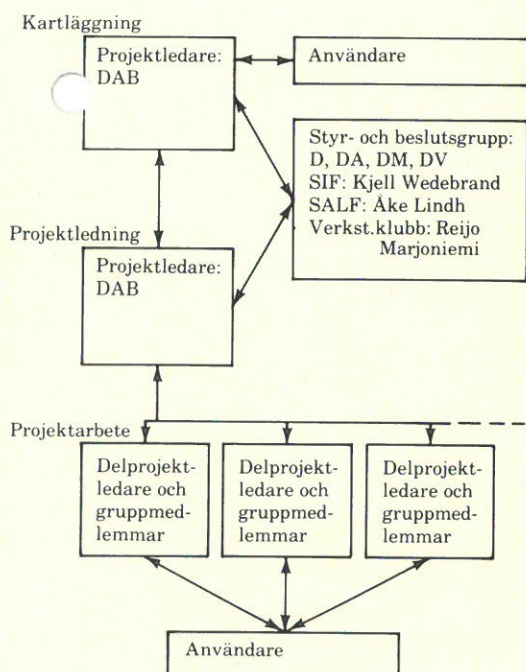 Kartläggning
Projektledare:
DAB
Användare
Styr- och beslutsgrupp:
D, DA, DM, DV
SIF: Kjell Wedebrand
SALF: Åke Lindh
Verkst.klubb: Reijo
Marjoniemi
Projektledning
Projektledare:
DAB
Projektarbete
Delprojekt-
ledare och
gruppmed-
lemmar
Delprojekt-
ledare och
gruppmed-
lemmar
Delprojekt-
ledare och
gruppmed-
lemmar
Användare